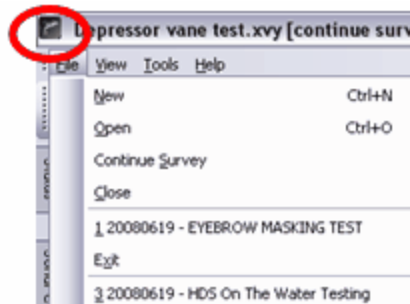 Depressor vane test.xvy [continue surv
File View Tools Help
New Ctrl+N
Open Ctrl+O
Continue Survey
Close
1 20080619 - EYEBROW MASKING TEST
Exit
3 20080619 - HDS On The Water Testing